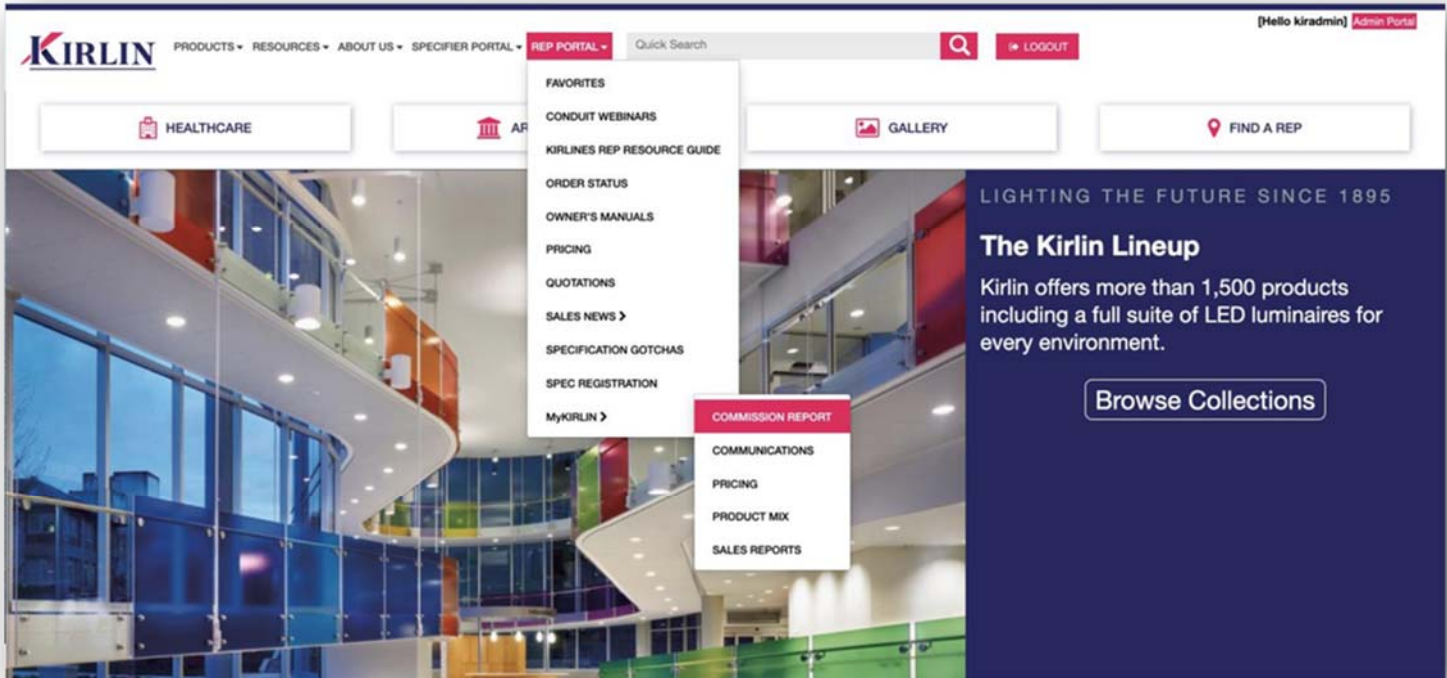 [Hello kiradmin] Admin Portal
KIRLIN
PRODUCTS RESOURCES ABOUT US SPECIFIER PORTAL REP PORTAL Quick Search LOGOUT
FAVORITES
CONDUIT WEBINARS
KIRLINES REP RESOURCE GUIDE
ORDER STATUS
OWNER'S MANUALS
PRICING
QUOTATIONS
SALES NEWS >
SPECIFICATION GOTCHAS
SPEC REGISTRATION
MyKIRLIN >
COMMISSION REPORT
COMMUNICATIONS
PRICING
PRODUCT MIX
SALES REPORTS
HEALTHCARE
GALLERY
FIND A REP
LIGHTING THE FUTURE SINCE 1895
The Kirlin Lineup
Kirlin offers more than 1,500 products
including a full suite of LED luminaires for
every environment.
Browse Collections